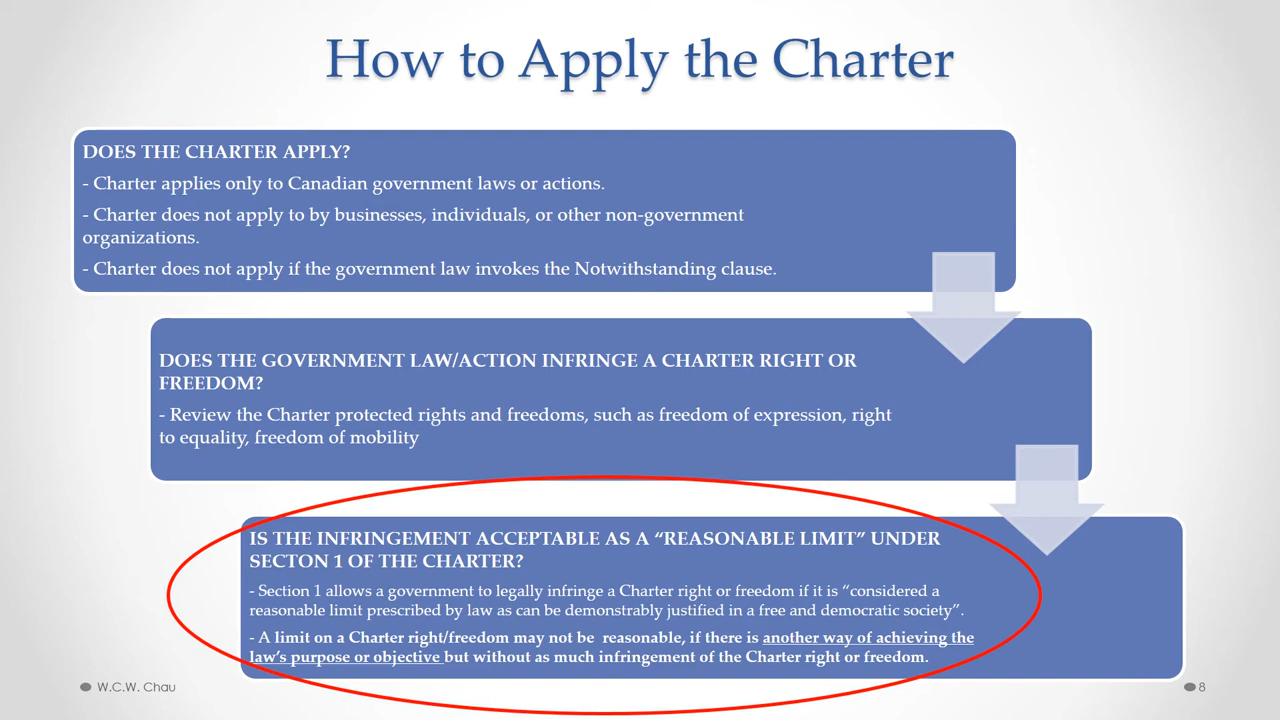 How to Apply the Charter
DOES THE CHARTER APPLY?
- Charter applies only to Canadian government laws or actions.
- Charter does not apply to by businesses, individuals, or other non-government
organizations.
- Charter does not apply if the government law invokes the Notwithstanding clause.
DOES THE GOVERNMENT LAW/ACTION INFRINGE A CHARTER RIGHT OR
FREEDOM?
- Review the Charter protected rights and freedoms, such as freedom of expression, right
to equality, freedom of mobility
IS THE INFRINGEMENT ACCEPTABLE AS A “REASONABLE LIMIT” UNDER
SECTON 1 OF THE CHARTER?
- Section 1 allows a government to legally infringe a Charter right or freedom if it is “considered a
reasonable limit prescribed by law as can be demonstrably justified in a free and democratic society”.
- A limit on a Charter right/freedom may not be reasonable, if there is another way of achieving the
law’s purpose or objective but without as much infringement of the Charter right or freedom.
W.C.W. Chau
8